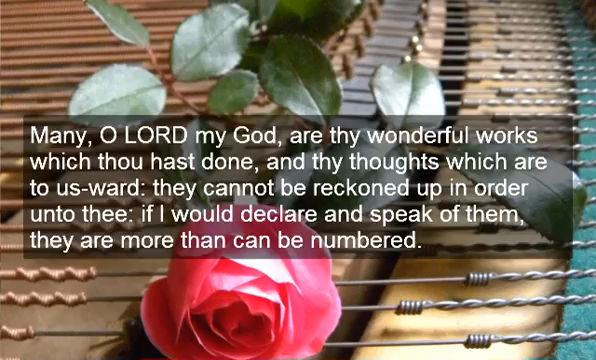 Many, O LORD my God, are thy wonderful works
which thou hast done, and thy thoughts which are
to us-ward: they cannot be reckoned up in order
unto thee: if I would declare and speak of them,
they are more than can be numbered.